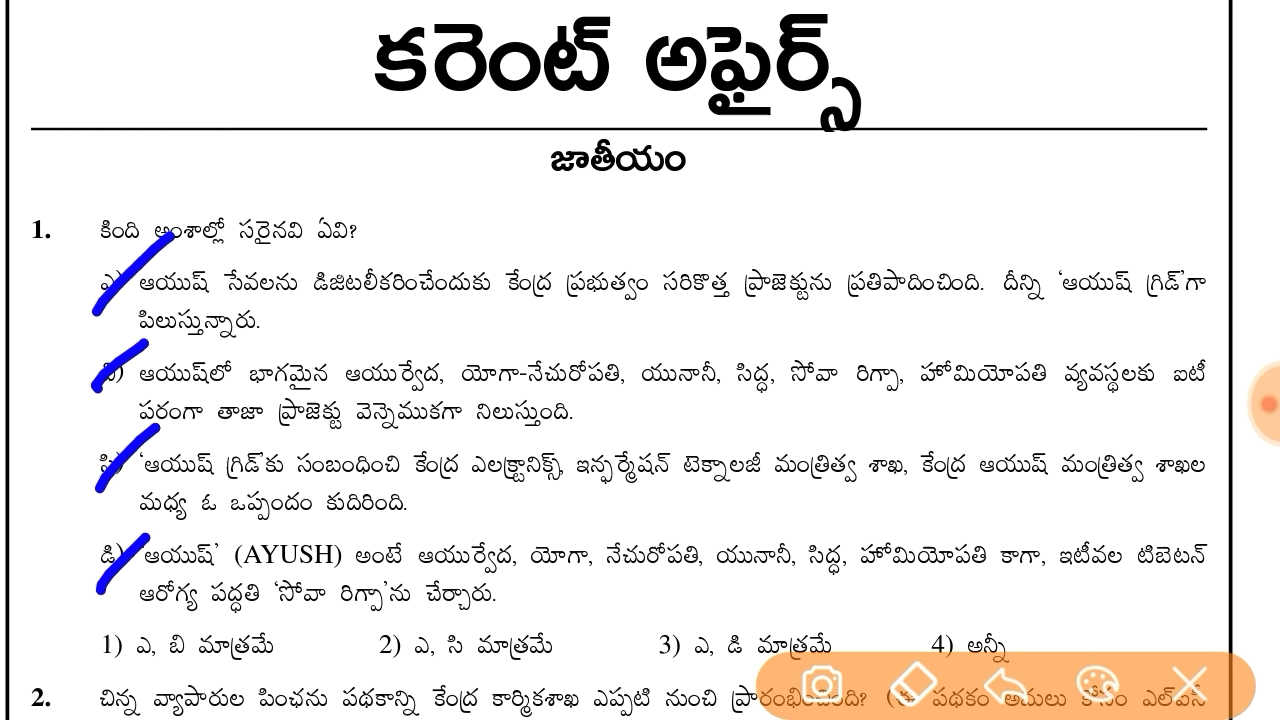 కరెంట్ అఫైర్స్
జాతీయం
1. కింది అంశాల్లో సరైనవి ఏవి?
ఎ) ఆయుష్ సేవలను డిజిటలీకరించేందుకు కేంద్ర ప్రభుత్వం సరికొత్త ప్రాజెక్టును ప్రతిపాదించింది. దీన్ని ‘ఆయుష్ గ్రిడ్’గా
పిలుస్తున్నారు.
బి) ఆయుష్‌లో భాగమైన ఆయుర్వేద, యోగా-నేచురోపతి, యునానీ, సిద్ధ, సోవా రిగ్పా, హోమియోపతి వ్యవస్థలకు ఐటీ
పరంగా తాజా ప్రాజెక్టు వెన్నెముకగా నిలుస్తుంది.
సి) ‘ఆయుష్ గ్రిడ్’కు సంబంధించి కేంద్ర ఎలక్ట్రానిక్స్, ఇన్ఫర్మేషన్ టెక్నాలజీ మంత్రిత్వ శాఖ, కేంద్ర ఆయుష్ మంత్రిత్వ శాఖల
మధ్య ఓ ఒప్పందం కుదిరింది.
డి) ‘ఆయుష్’ (AYUSH) అంటే ఆయుర్వేద, యోగా, నేచురోపతి, యునానీ, సిద్ధ, హోమియోపతి కాగా, ఇటీవల టిబెటన్
ఆరోగ్య పద్ధతి ‘సోవా రిగ్పా’ను చేర్చారు.
1) ఎ, బి మాత్రమే 2) ఎ, సి మాత్రమే 3) ఎ, డి మాత్రమే 4) అన్నీ
2. చిన్న వ్యాపారుల పింఛను పథకాన్ని కేంద్ర కార్మికశాఖ ఎప్పటి నుంచి ప్రారంభించింది? (ఈ పథకం అమలు కోసం